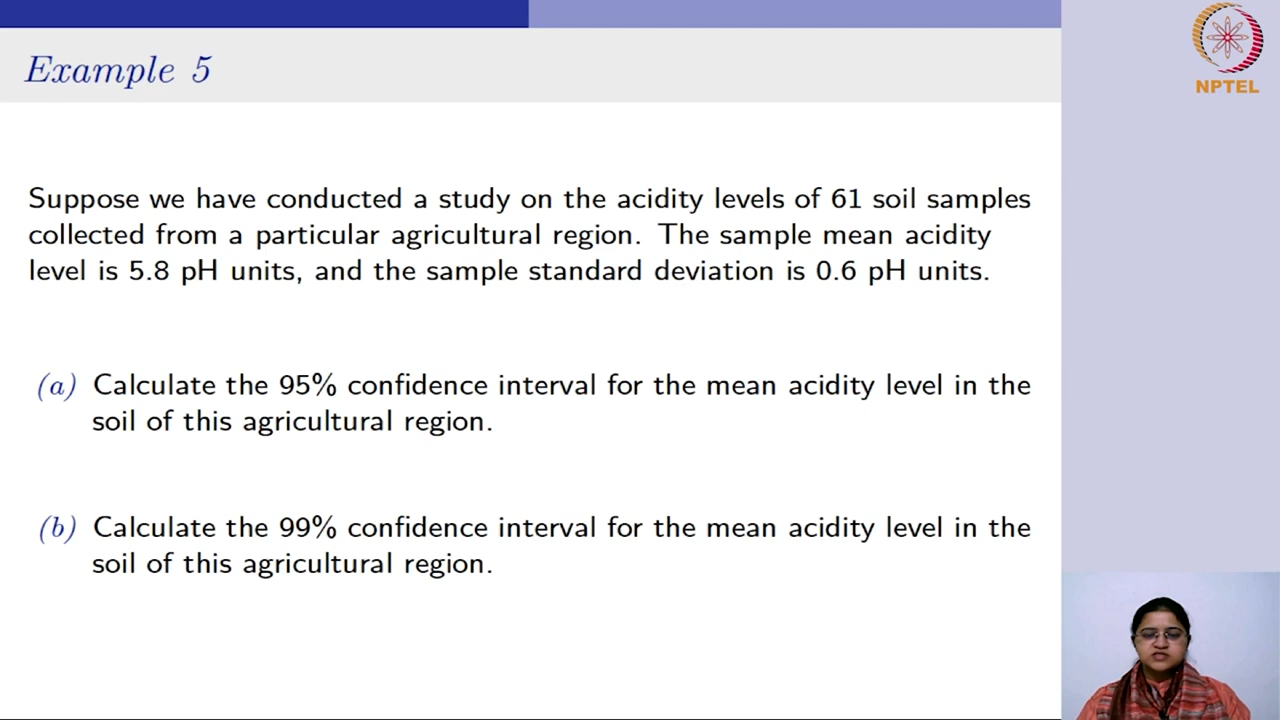 Example 5
NPTEL
Suppose we have conducted a study on the acidity levels of 61 soil samples
collected from a particular agricultural region. The sample mean acidity
level is 5.8 pH units, and the sample standard deviation is 0.6 pH units.
(a) Calculate the 95% confidence interval for the mean acidity level in the
soil of this agricultural region.
(b) Calculate the 99% confidence interval for the mean acidity level in the
soil of this agricultural region.